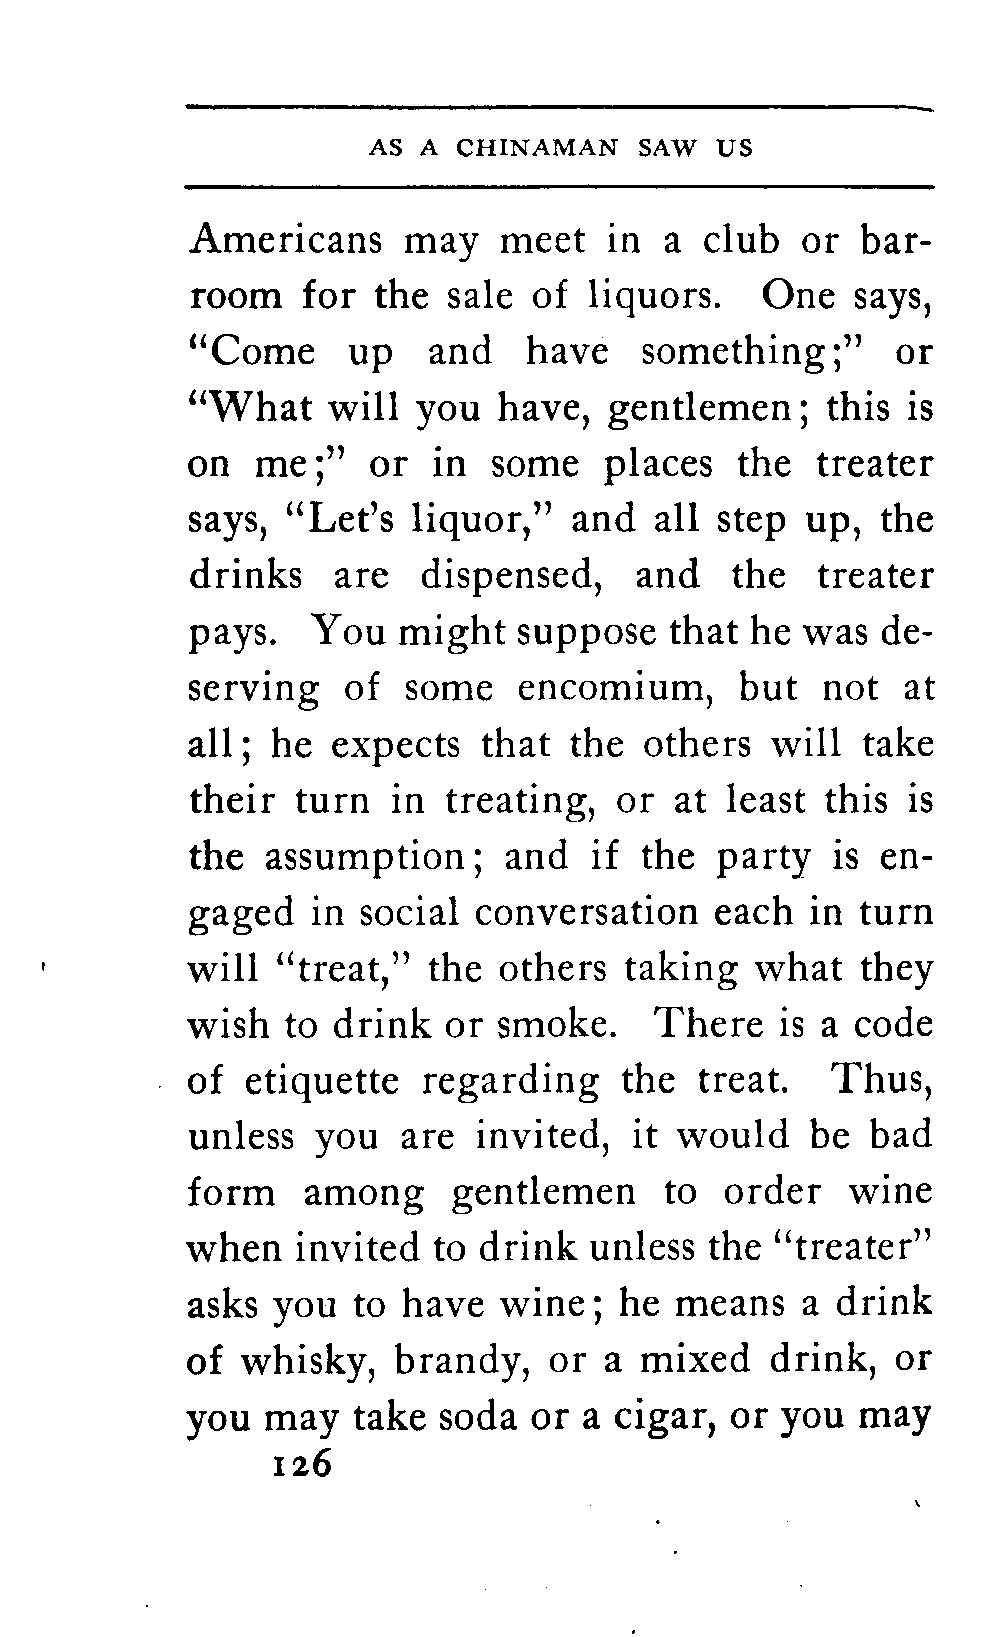 AS A CHINAMAN SAW US
Americans may meet in a club or bar-
room for the sale of liquors. One says,
“Come up and have something;” or
“What will you have, gentlemen; this is
on me;” or in some places the treater
says, “Let’s liquor,” and all step up, the
drinks are dispensed, and the treater
pays. You might suppose that he was de-
serving of some encomium, but not at
all; he expects that the others will take
their turn in treating, or at least this is
the assumption; and if the party is en-
gaged in social conversation each in turn
will “treat,” the others taking what they
wish to drink or smoke. There is a code
of etiquette regarding the treat. Thus,
unless you are invited, it would be bad
form among gentlemen to order wine
when invited to drink unless the “treater”
asks you to have wine; he means a drink
of whisky, brandy, or a mixed drink, or
you may take soda or a cigar, or you may
126